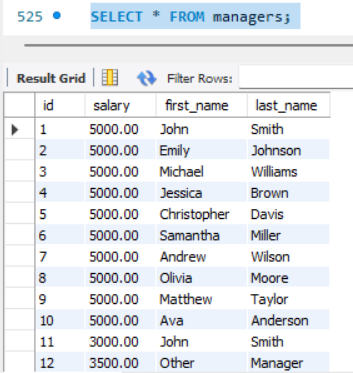 525 SELECT * FROM managers;
Result Grid Filter Rows:
id salary first_name last_name
1 5000.00 John Smith
2 5000.00 Emily Johnson
3 5000.00 Michael Williams
4 5000.00 Jessica Brown
5 5000.00 Christopher Davis
6 5000.00 Samantha Miller
7 5000.00 Andrew Wilson
8 5000.00 Olivia Moore
9 5000.00 Matthew Taylor
10 5000.00 Ava Anderson
11 3000.00 John Smith
12 3500.00 Other Manager